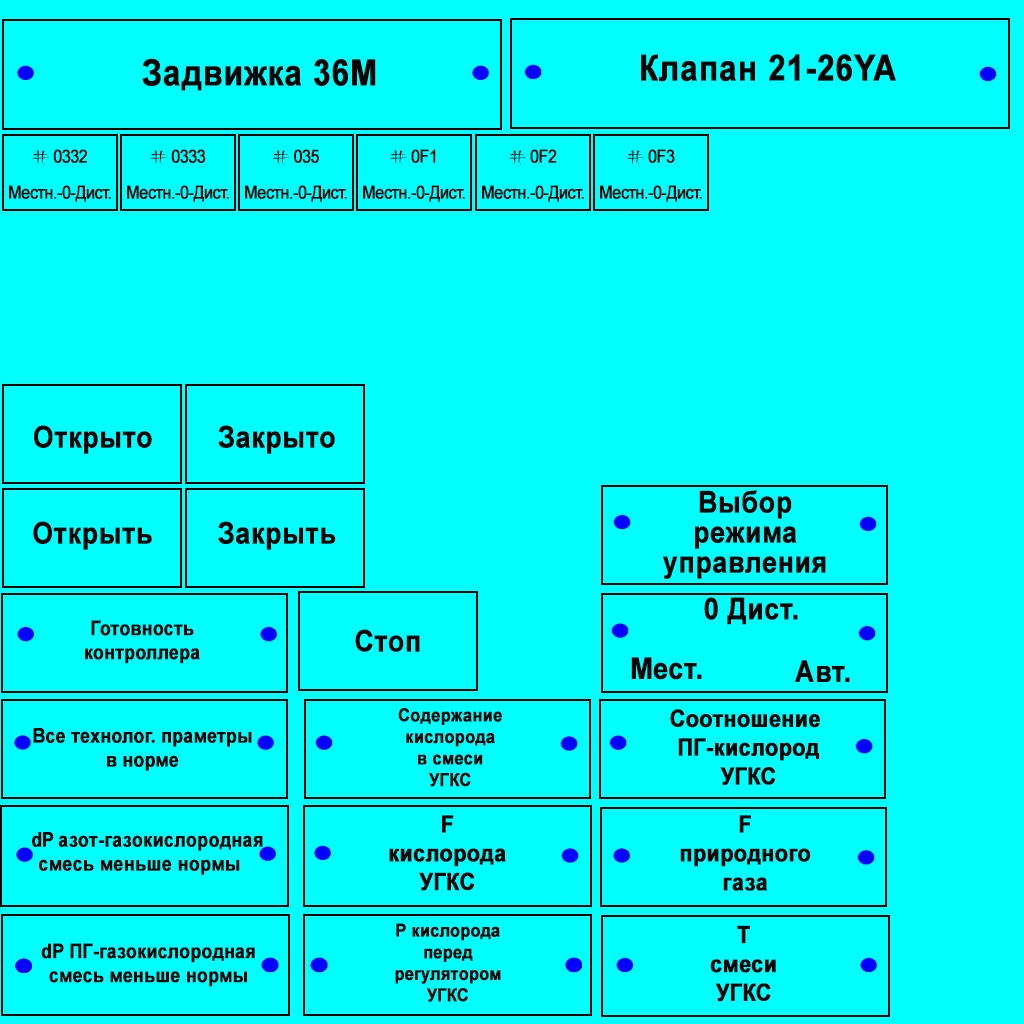 Задвижка 36М
Клапан 21-26YA
# 0332
Местн.-0-Дист.
# 0333
Местн.-0-Дист.
# 035
Местн.-0-Дист.
# 0F1
Местн.-0-Дист.
# 0F2
Местн.-0-Дист.
# 0F3
Местн.-0-Дист.
Открыто
Закрыто
Открыть
Закрыть
Выбор
режима
управления
Готовность
контроллера
Стоп
0 Дист.
Мест. Авт.
Все технолог. праметры
в норме
Содержание
кислорода
в смеси
УГКС
Соотношение
ПГ-кислород
УГКС
dP азот-газокислородная
смесь меньше нормы
F
кислорода
УГКС
F
природного
газа
dP ПГ-газокислородная
смесь меньше нормы
Р кислорода
перед
регулятором
УГКС
Т
смеси
УГКС